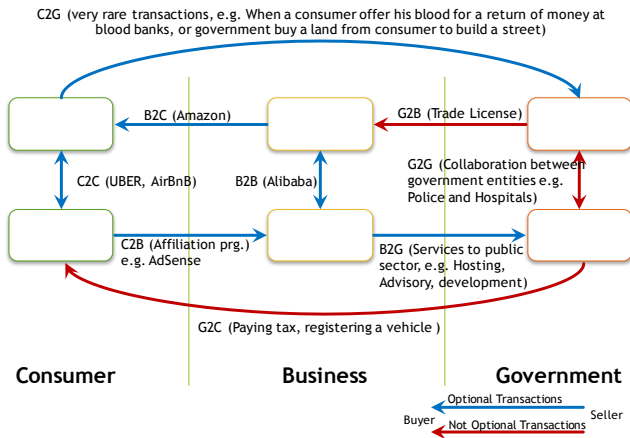 C2G (very rare transactions, e.g. When a consumer offer his blood for a return of money at
blood banks, or government buy a land from consumer to build a street)
B2C (Amazon)
G2B (Trade License)
C2C (UBER, AirBnB)
B2B (Alibaba)
G2G (Collaboration between
government entities e.g.
Police and Hospitals)
C2B (Affiliation prg.)
e.g. AdSense
B2G (Services to public
sector, e.g. Hosting,
Advisory, development)
G2C (Paying tax, registering a vehicle )
Consumer
Business
Government
Optional Transactions
Buyer
Seller
Not Optional Transactions